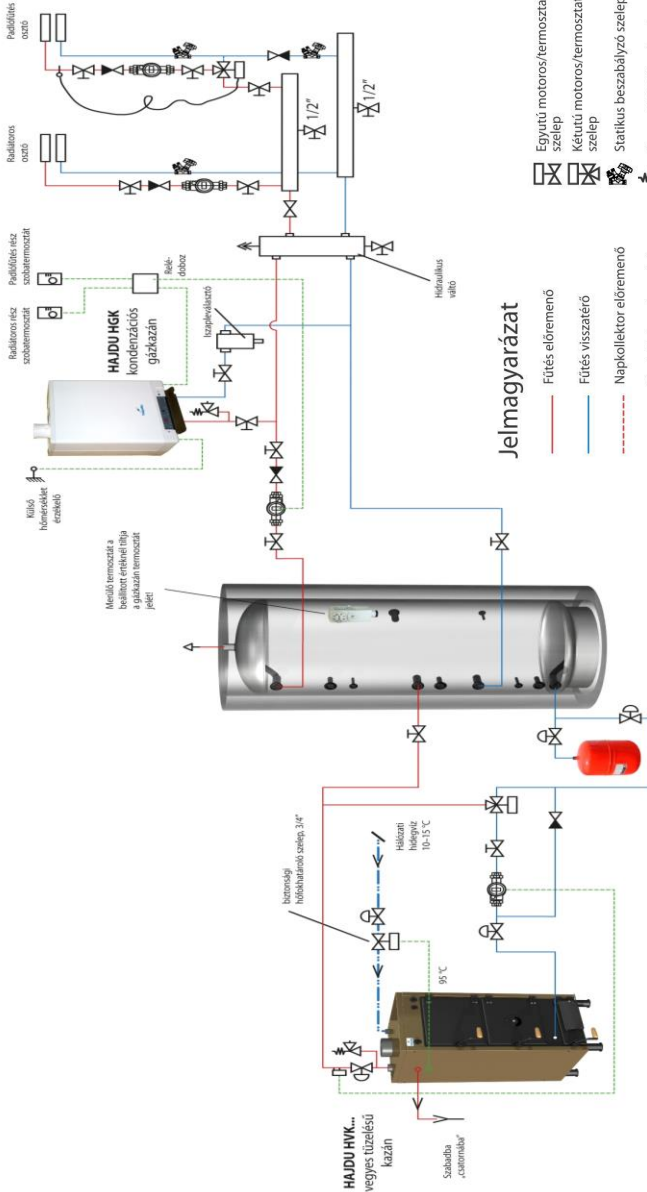 Padlófűtés
osztó
Radiátoros
osztó
1/2"
1/2"
Padlófűtés rész
szobatermosztát
Radiátoros rész
szobatermosztát
Relé-
doboz
HAJDU HGK
kondenzációs
gázkazán
Iszapleválasztó
Hidraulikus
váltó
Külső
hőmérséklet
érzékelő
Merülő termosztát a
beállított értéknél tiltja
a gázkazán termosztát
jelét!
biztonsági
hőfokhatároló szelep, 3/4"
Hálózati
hidegvíz
10-15 °C
95 °C
HAJDU HVK...
vegyes tüzelésű
kazán
Szabadba
„csatornába"
Jelmagyarázat
Fűtés előremenő
Fűtés visszatérő
Napkollektor előremenő
Egyutú motoros/termosztat
szelep
Kétutú motoros/termosztat
szelep
Statikus beszabályzó szelep